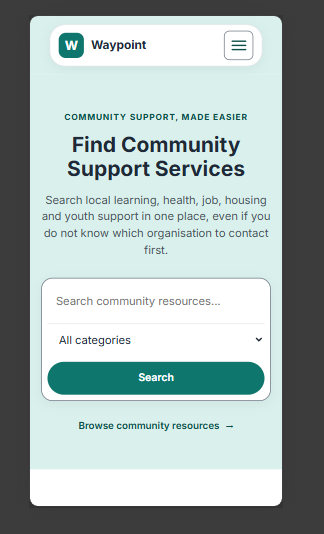 W Waypoint
COMMUNITY SUPPORT, MADE EASIER
Find Community
Support Services
Search local learning, health, job, housing
and youth support in one place, even if you
do not know which organisation to contact
first.
Search community resources...
All categories
Search
Browse community resources →